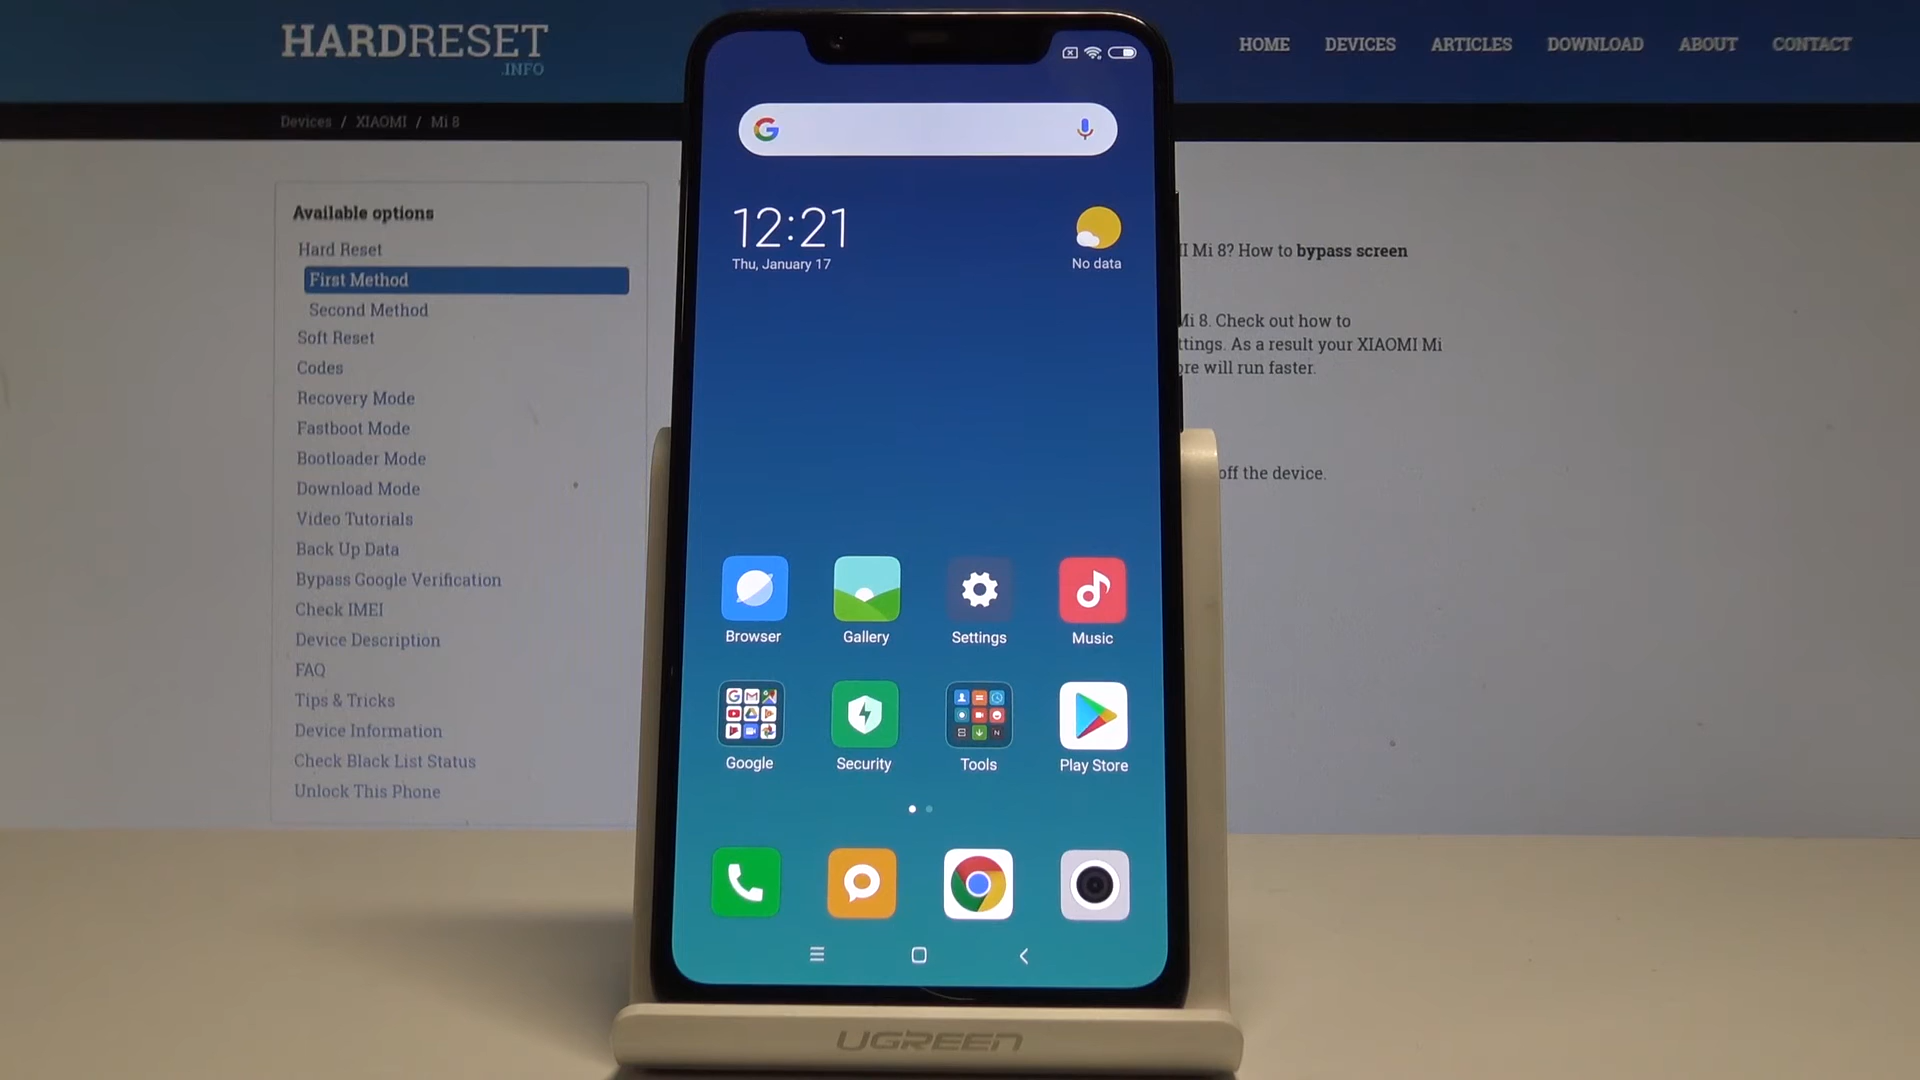 HARDRESET
.INFO
HOME DEVICES ARTICLES DOWNLOAD ABOUT CONTACT
Devices / XIAOMI / Mi 8
Available options
Hard Reset
First Method
Second Method
Soft Reset
Codes
Recovery Mode
Fastboot Mode
Bootloader Mode
Download Mode
Video Tutorials
Back Up Data
Bypass Google Verification
Check IMEI
Device Description
FAQ
Tips & Tricks
Device Information
Check Black List Status
Unlock This Phone
12:21
Thu, January 17
No data
Browser Gallery Settings Music
Google Security Tools Play Store
Mi 8? How to bypass screen
Mi 8. Check out how to
As a result your XIAOMI Mi
will run faster.
off the device.
UGREEN